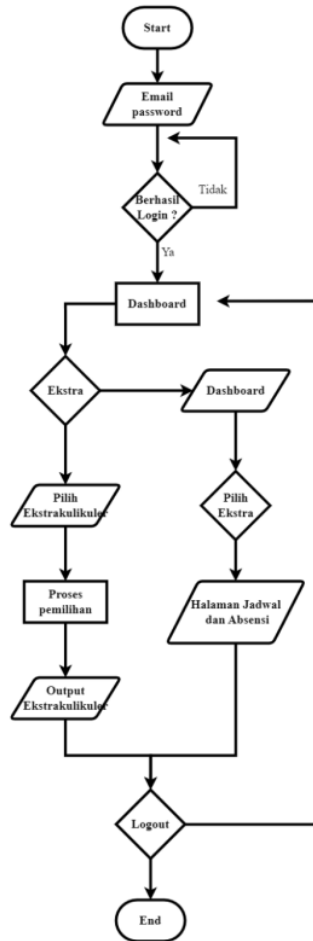 Start
Email
password
Berhasil
Login ?
Tidak
Ya
Dashboard
Ekstra
Dashboard
Pilih
Ekstrakulikuler
Pilih
Ekstra
Proses
pemilihan
Halaman Jadwal
dan Absensi
Output
Ekstrakulikuler
Logout
End